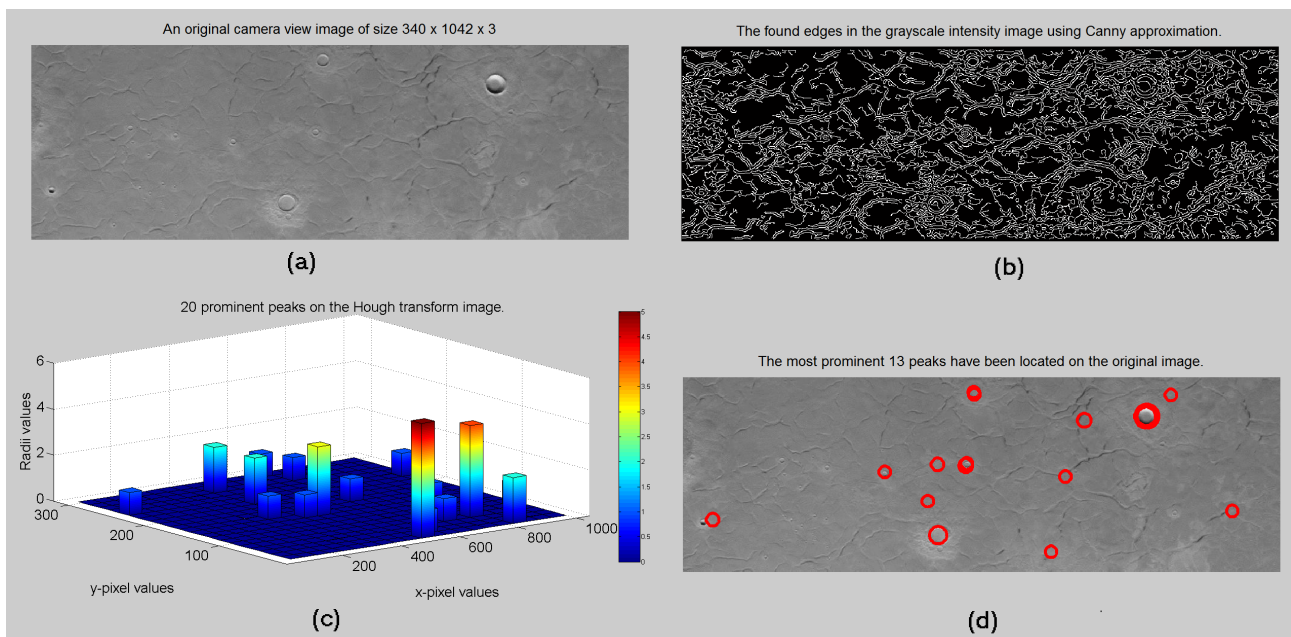 An original camera view image of size 340 x 1042 x 3
(a)
The found edges in the grayscale intensity image using Canny approximation.
(b)
20 prominent peaks on the Hough transform image.
Radii values
6
4
2
0
300
200
100
y-pixel values
200
400
600
800
1000
x-pixel values
5
4.5
4
3.5
3
2.5
2
1.5
1
0.5
0
(c)
The most prominent 13 peaks have been located on the original image.
(d)